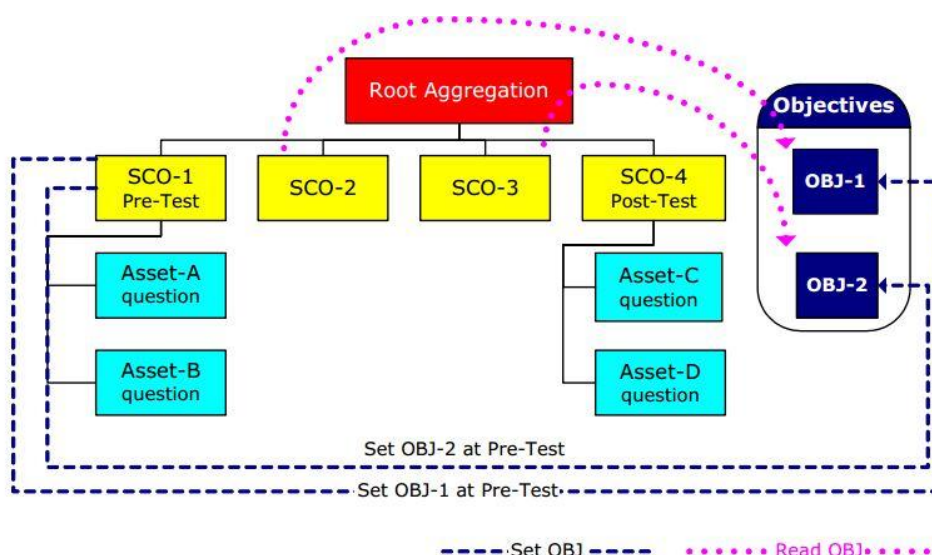 Root Aggregation
Objectives
SCO-1
Pre-Test
SCO-2
SCO-3
SCO-4
Post-Test
OBJ-1
OBJ-2
Asset-A
question
Asset-C
question
Asset-B
question
Asset-D
question
Set OBJ-2 at Pre-Test
Set OBJ-1 at Pre-Test
Set OBJ
Read OBJ